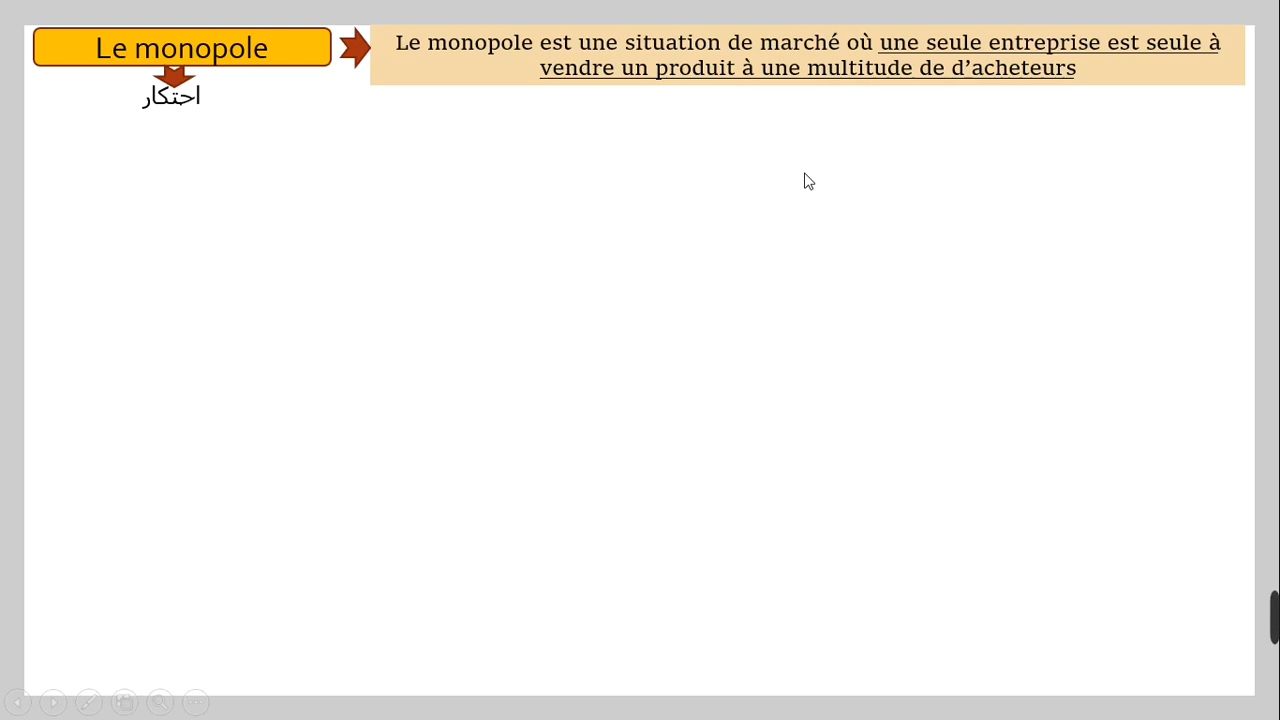 Le monopole
Le monopole est une situation de marché où une seule entreprise est seule à
vendre un produit à une multitude de d’acheteurs
احتكار